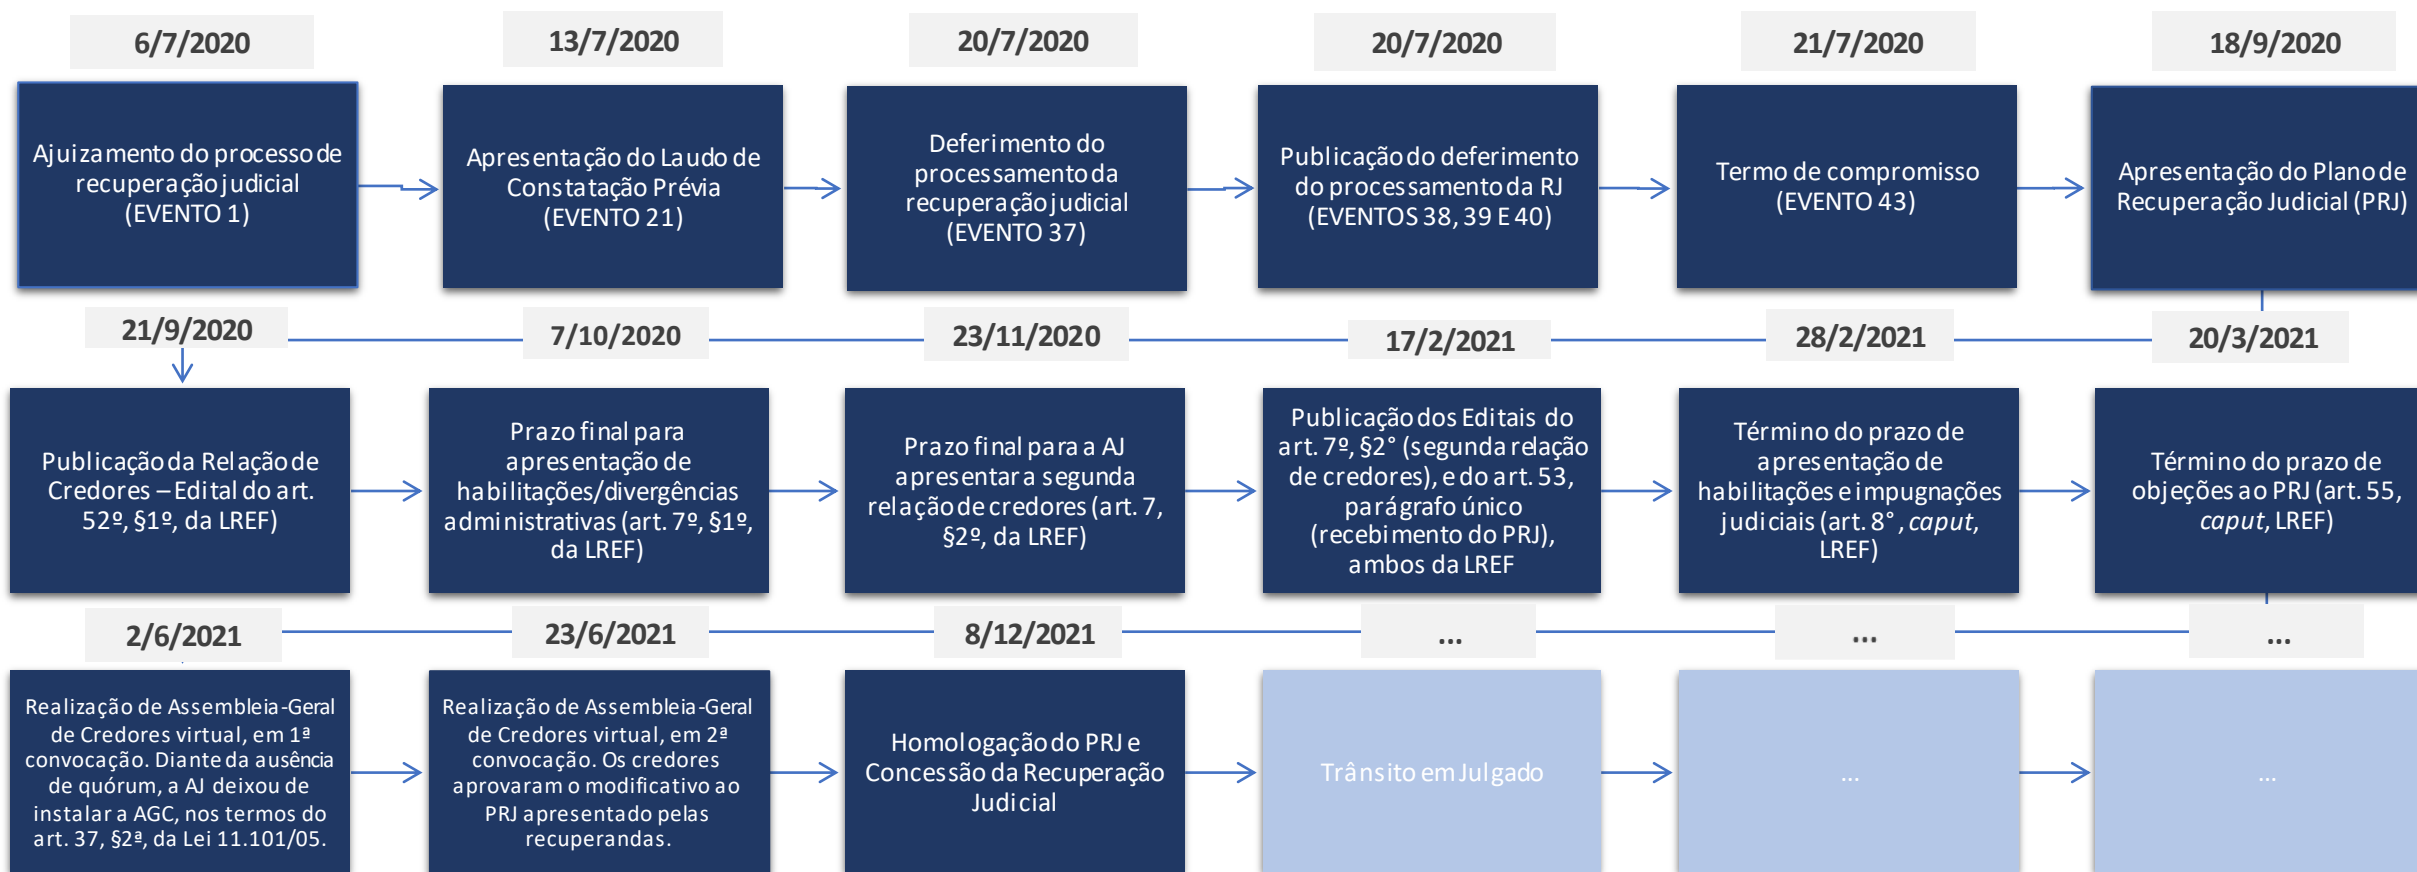 6/7/2020
13/7/2020
20/7/2020
20/7/2020
21/7/2020
18/9/2020
Ajuizamento do processo de
recuperação judicial
(EVENTO 1)
Apresentação do Laudo de
Constatação Prévia
(EVENTO 21)
Deferimento do
processamento da
recuperação judicial
(EVENTO 37)
Publicação do deferimento
do processamento da RJ
(EVENTOS 38, 39 E 40)
Termo de compromisso
(EVENTO 43)
Apresentação do Plano de
Recuperação Judicial (PRJ)
21/9/2020
7/10/2020
23/11/2020
17/2/2021
28/2/2021
20/3/2021
Publicação da Relação de
Credores – Edital do art.
52º, §1º, da LREF)
Prazo final para
apresentação de
habilitações/divergências
administrativas (art. 7º, §1º,
da LREF)
Prazo final para a AJ
apresentar a segunda
relação de credores (art. 7,
§2º, da LREF)
Publicação dos Editais do
art. 7º, §2° (segunda relação
de credores), e do art. 53,
parágrafo único
(recebimento do PRJ),
ambos da LREF
Término do prazo de
apresentação de
habilitações e impugnações
judiciais (art. 8° , caput,
LREF)
Término do prazo de
objeções ao PRJ (art. 55,
caput, LREF)
2/6/2021
23/6/2021
8/12/2021
...
...
...
Realização de Assembleia-Geral
de Credores virtual, em 1ª
convocação. Diante da ausência
de quórum, a AJ deixou de
instalar a AGC, nos termos do
art. 37, §2ª, da Lei 11.101/05.
Realização de Assembleia-Geral
de Credores virtual, em 2ª
convocação. Os credores
aprovaram o modificativo ao
PRJ apresentado pelas
recuperandas.
Homologação do PRJ e
Concessão da Recuperação
Judicial
Trânsito em Julgado
...
...